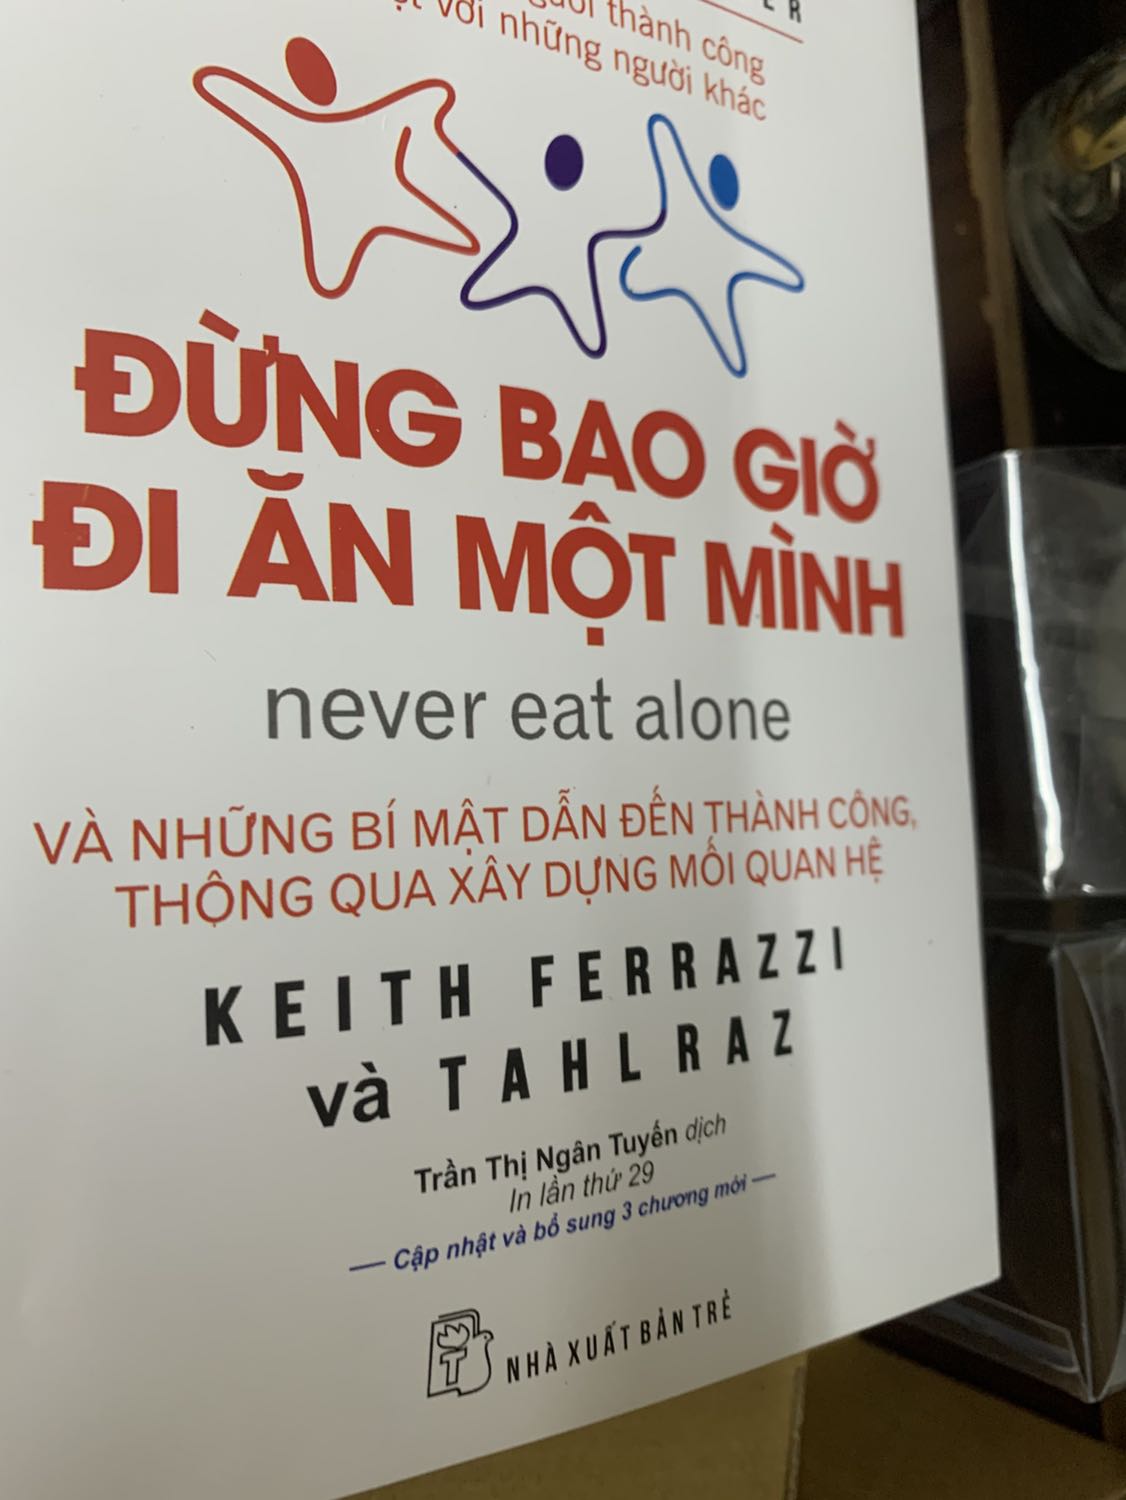 thành công
với những người khác
ĐỪNG BAO GIỜ
ĐI ĂN MỘT MÌNH
never eat alone
VÀ NHỮNG BÍ MẬT DẪN ĐẾN THÀNH CÔNG,
THÔNG QUA XÂY DỰNG MỐI QUAN HỆ
KEITH FERRAZZI
và TAHL RAZ
Trần Thị Ngân Tuyến dịch
In lần thứ 29
— Cập nhật và bổ sung 3 chương mới —
T
NHÀ XUẤT BẢN TRẺ